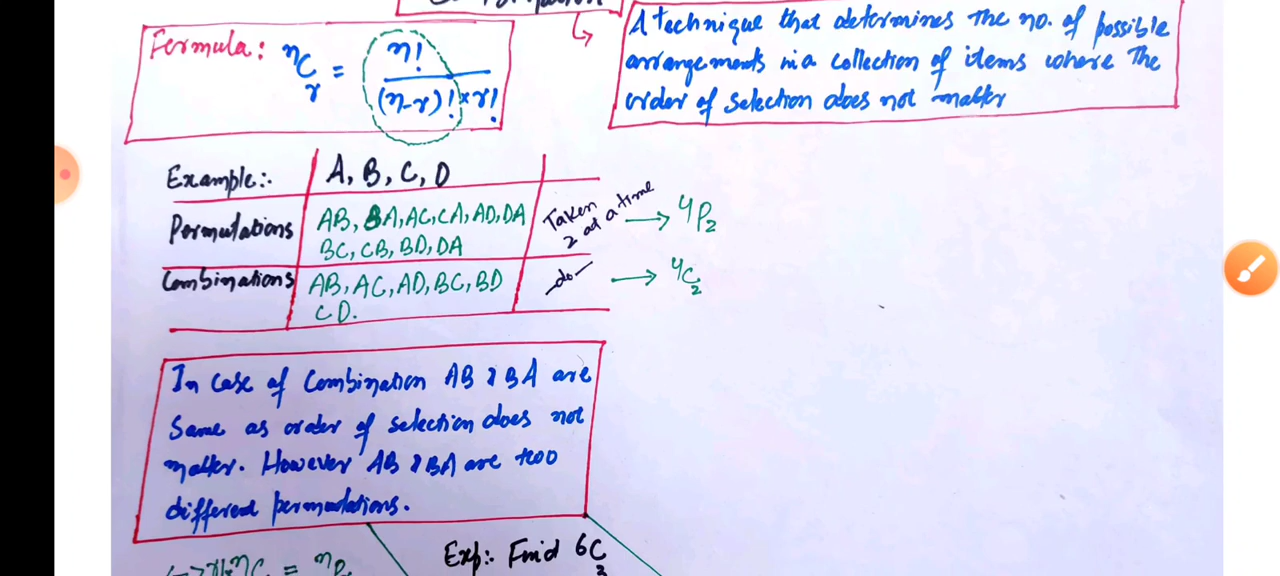 A technique that determines the no. of possible
arrangements in a collection of items where the
order of selection does not matter
Formula: nCr = n! / (n-r)! × r!
Example:- A, B, C, D
Permutations AB, BA, AC, CA, AD, DA Taken 2 at a time → 4P2
BC, CB, BD, DA
Combinations AB, AC, AD, BC, BD -do- → 4C2
CD.
In case of Combination AB & BA are
same as order of selection does not
matter. However AB & BA are two
different permutations.
Exp:- Find 6C3